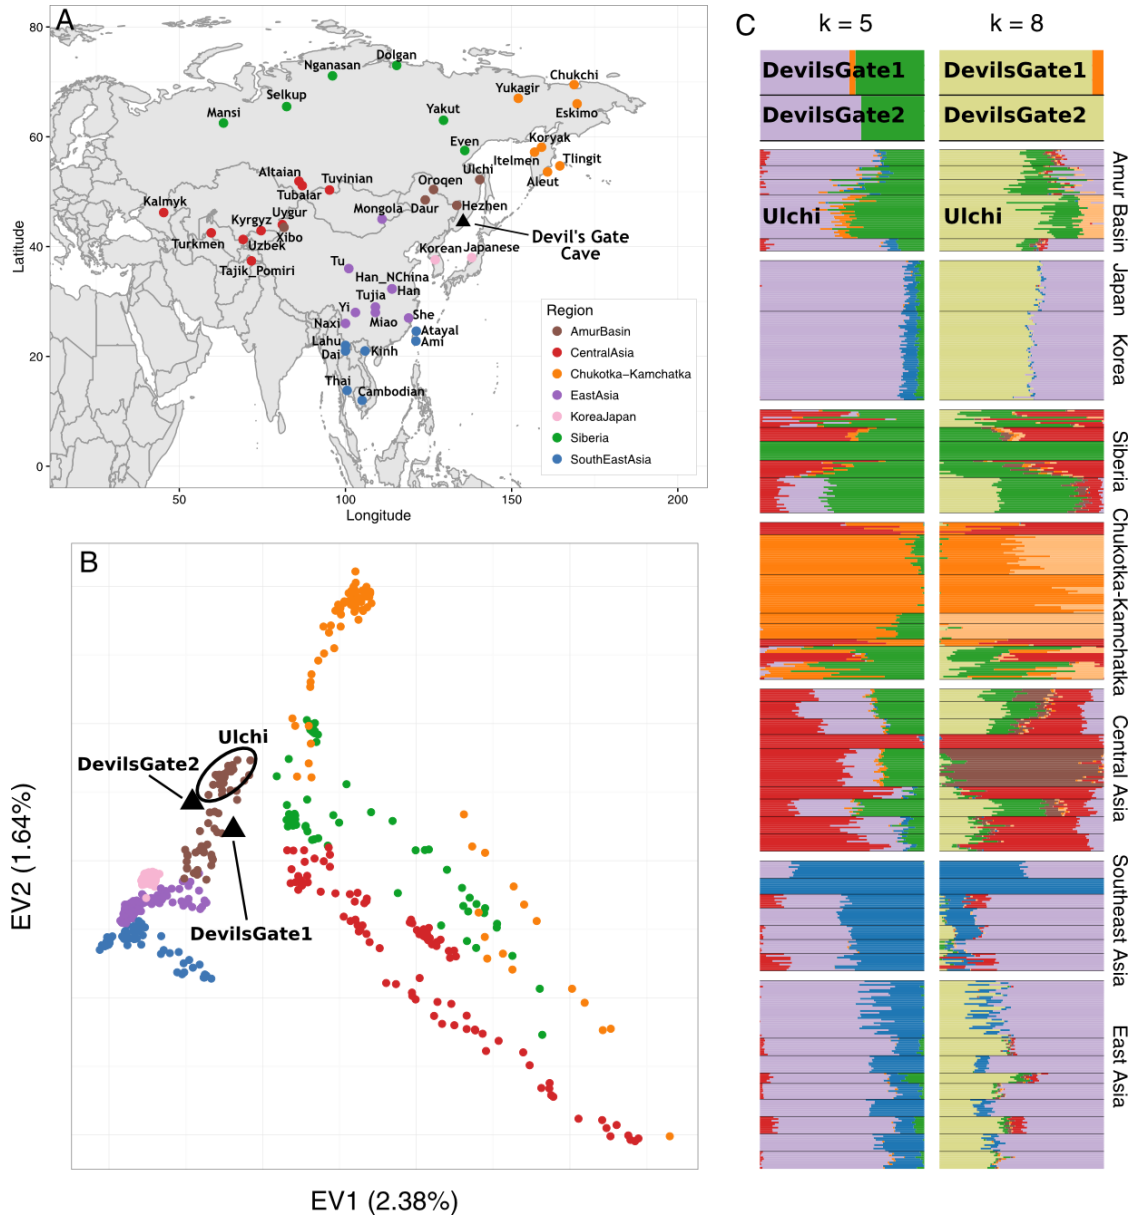 A
80
60
40
20
0
Latitude
50
100
150
200
Longitude
Dolgan
Nganasan
Chukchi
Yukagir
Selkup
Eskimo
Mansi
Yakut
Even
Koryak
Itelmen
Tlingit
Ulchi
Aleut
Altaian
Tuvinian
Oroqen
Tubalar
Kalmyk
Hezhen
Mongola
Daur
Uygur
Kyrgyz
Xibo
Turkmen
Uzbek
Korean
Japanese
Devil's Gate
Cave
Tajik_Pomiri
Tu
Han_NChina
Han
Tujia
Yi
She
Naxi
Miao
Atayal
Ami
Lahu
Dai
Kinh
Thai
Cambodian
Region
AmurBasin
CentralAsia
Chukotka−Kamchatka
EastAsia
KoreaJapan
Siberia
SouthEastAsia
B
Ulchi
DevilsGate2
DevilsGate1
EV2 (1.64%)
EV1 (2.38%)
C
k = 5
k = 8
DevilsGate1
DevilsGate1
DevilsGate2
DevilsGate2
Ulchi
Ulchi
Amur Basin
Japan
Korea
Siberia
Chukotka-Kamchatka
Central Asia
Southeast Asia
East Asia